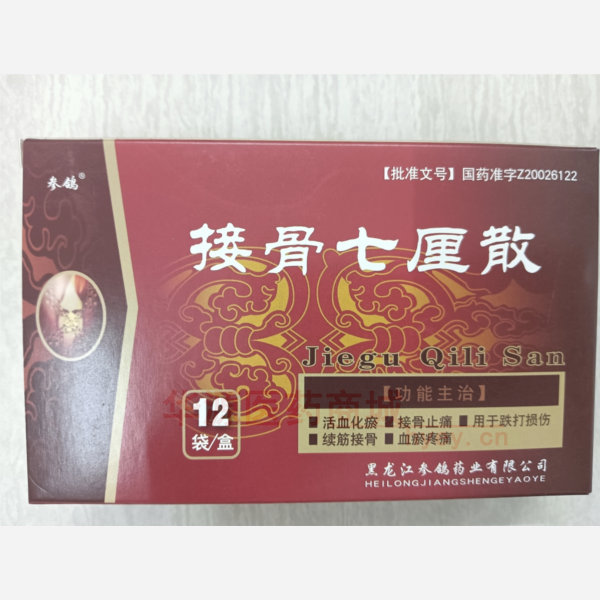 参鸽®
【批准文号】国药准字Z20026122
接骨七厘散
Jiegu Qili San
【功能主治】
■ 活血化瘀 ■ 接骨止痛 ■ 用于跌打损伤
■ 续筋接骨 ■ 血瘀疼痛
12
袋/盒
黑龙江参鸽药业有限公司
HEILONGJIANGSHENGEYAOYE